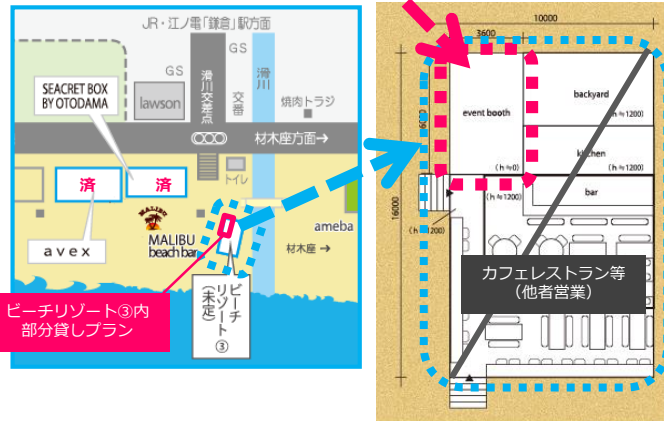 JR・江ノ電「鎌倉」駅方面
GS
GS
滑川
SEACRET BOX
BY OTODAMA
lawson
滑川交差点
交番
焼肉トラジ
材木座方面→
トイレ
済
済
avex
MALIBU
MALIBU
beach bar
ameba
材木座 →
ビーチ
リゾート③
(未定)
ビーチリゾート③内
部分貸しプラン
10000
3600
6000
16000
event booth
(h≒0)
backyard
(h≒1200)
kitchen
(h≒1200)
bar
(h≒1200)
カフェレストラン等
(他者営業)